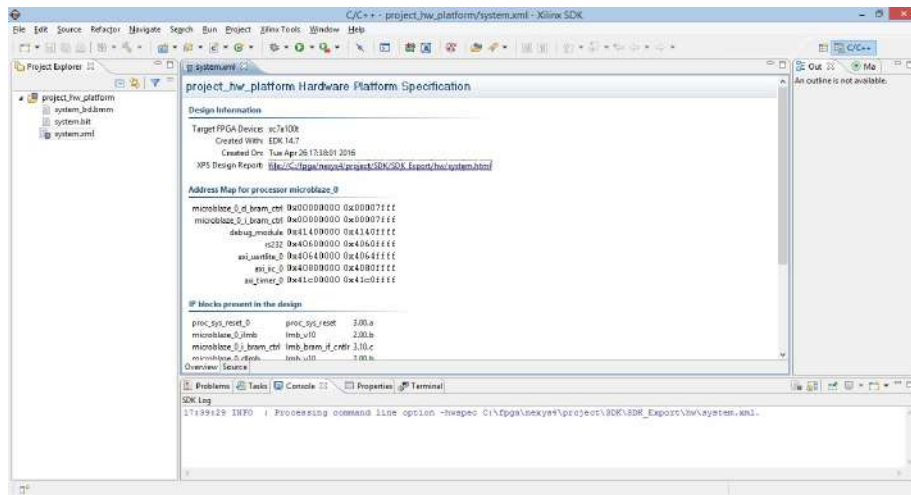 C/C++ - project_hw_platform/system.xml - Xilinx SDK
File Edit Source Refactor Navigate Search Run Project Xilinx Tools Window Help
C/C++
Project Explorer
system.xml
Out
Ma
project_hw_platform
system_bd.bmm
system.bit
system.xml
project_hw_platform Hardware Platform Specification
An outline is not available.
Design Information
Target FPGA Device: xc7a100t
Created With: EDK 14.7
Created On: Tue Apr 26 17:38:01 2016
XPS Design Report: file://C:/fpga/nexys4/project/SDK/SDK_Export/hw/system.html
Address Map for processor microblaze_0
microblaze_0_d_bram_ctrl 0x00000000 0x00007fff
microblaze_0_i_bram_ctrl 0x00000000 0x00007fff
debug_module 0x41400000 0x4140ffff
rs232 0x40600000 0x4060ffff
axi_uartlite_0 0x40640000 0x4064ffff
axi_iic_0 0x40800000 0x4080ffff
axi_timer_0 0x41c00000 0x41c0ffff
IP blocks present in the design
proc_sys_reset_0 proc_sys_reset 3.00.a
microblaze_0_ilmb lmb_v10 2.00.b
microblaze_0_i_bram_ctrl lmb_bram_if_cntlr 3.10.c
microblaze_0_dlmb lmb_v10 2.00.b
Overview Source
Problems Tasks Console Properties Terminal
SDK Log
17:39:29 INFO : Processing command line option -hwspec C:\fpga\nexys4\project\SDK\SDK_Export\hw\system.xml.